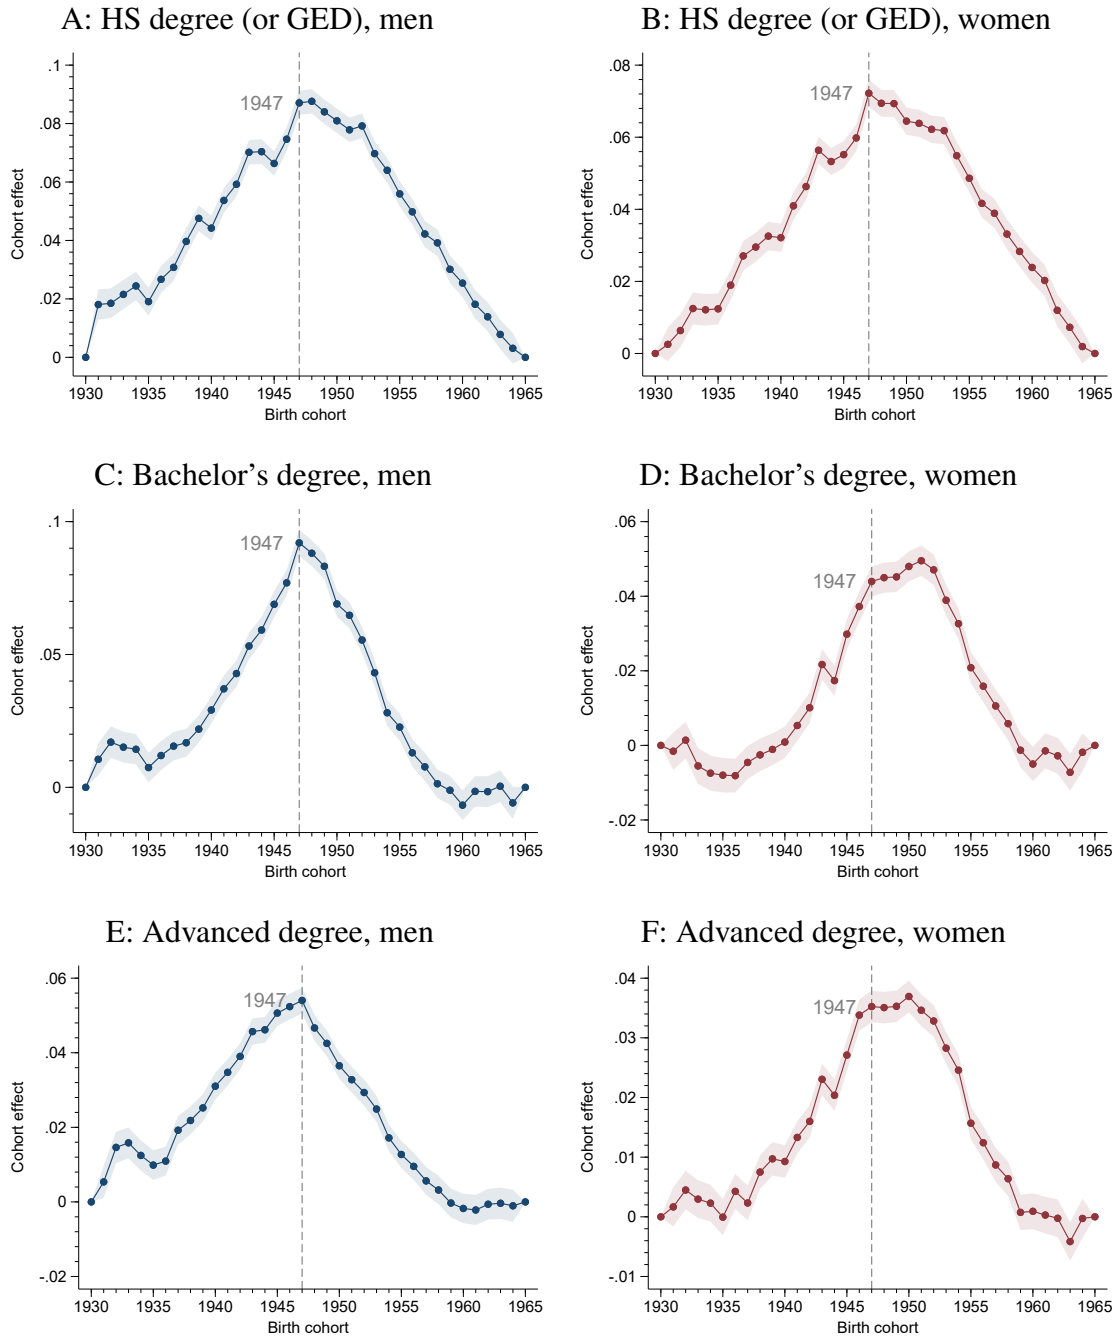 A: HS degree (or GED), men
.1
.08
.06
.04
.02
0
Cohort effect
1947
1930 1935 1940 1945 1950 1955 1960 1965
Birth cohort
B: HS degree (or GED), women
.08
.06
.04
.02
0
Cohort effect
1947
1930 1935 1940 1945 1950 1955 1960 1965
Birth cohort
C: Bachelor’s degree, men
.1
.05
0
Cohort effect
1947
1930 1935 1940 1945 1950 1955 1960 1965
Birth cohort
D: Bachelor’s degree, women
.06
.04
.02
0
-.02
Cohort effect
1947
1930 1935 1940 1945 1950 1955 1960 1965
Birth cohort
E: Advanced degree, men
.06
.04
.02
0
-.02
Cohort effect
1947
1930 1935 1940 1945 1950 1955 1960 1965
Birth cohort
F: Advanced degree, women
.04
.03
.02
.01
0
-.01
Cohort effect
1947
1930 1935 1940 1945 1950 1955 1960 1965
Birth cohort